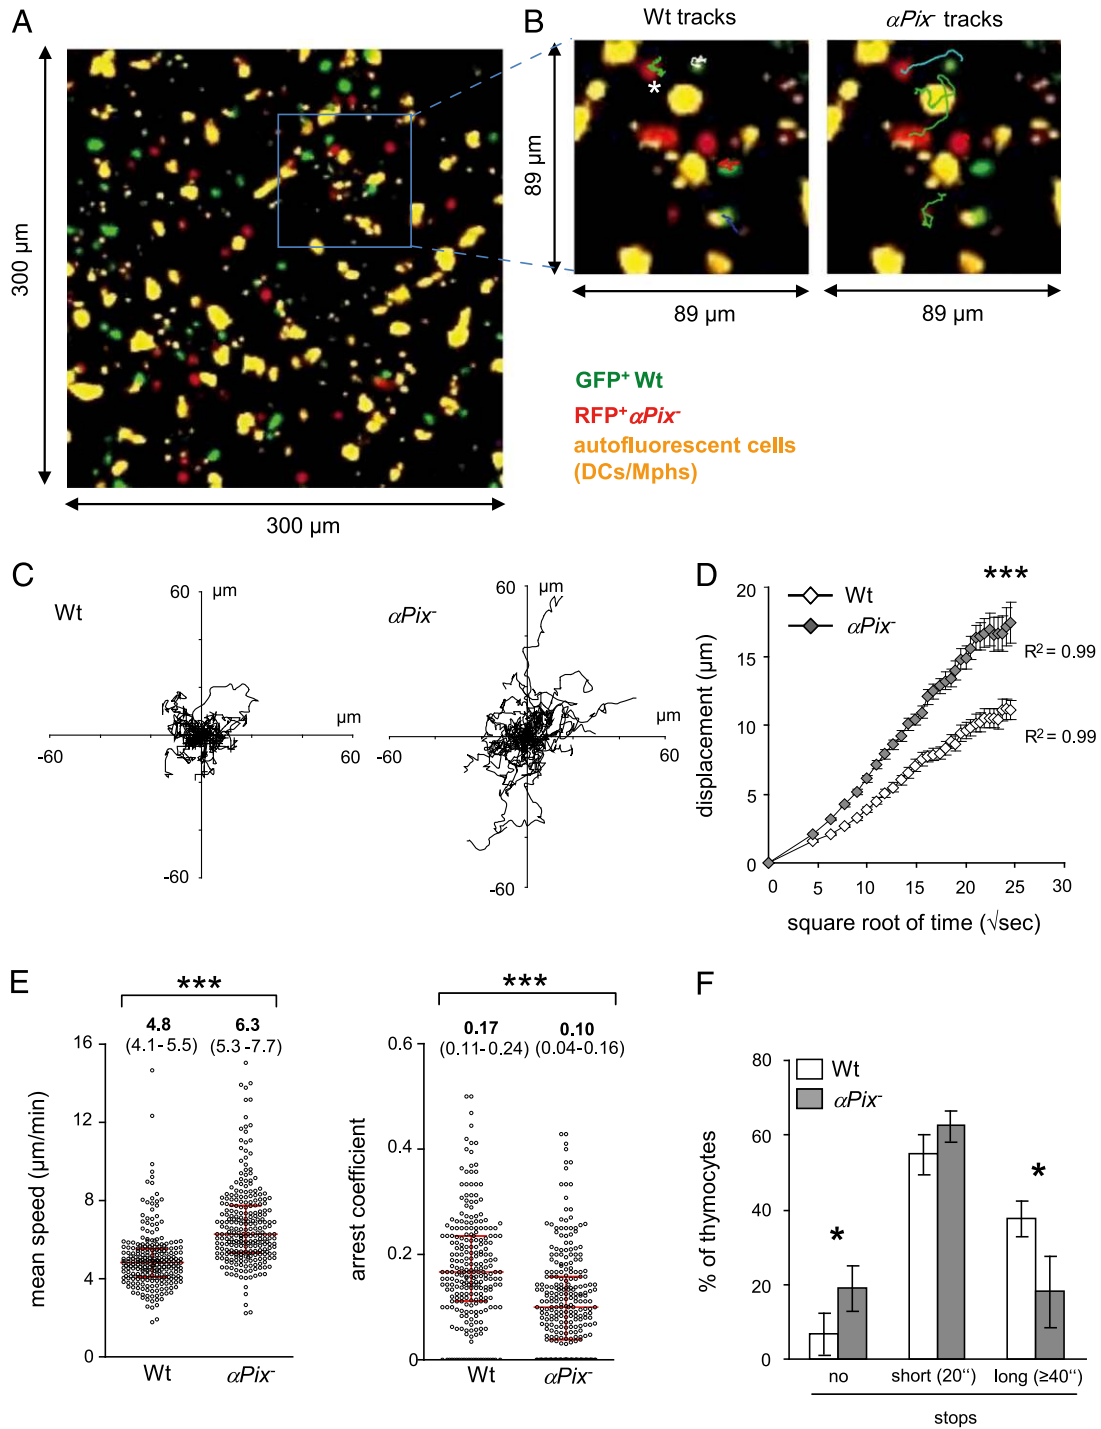 A
300 µm
300 µm
B
Wt tracks
αPix- tracks
*
89 µm
89 µm
89 µm
GFP+ Wt
RFP+ αPix-
autofluorescent cells
(DCs/Mphs)
C
Wt
60
µm
µm
-60
60
-60
αPix-
60
µm
µm
-60
60
-60
D
***
Wt
αPix-
R² = 0.99
R² = 0.99
displacement (µm)
20
15
10
5
0
0 5 10 15 20 25 30
square root of time (√sec)
E
***
4.8 6.3
(4.1-5.5) (5.3-7.7)
mean speed (µm/min)
16
12
8
4
0
Wt αPix-
***
0.17 0.10
(0.11-0.24) (0.04-0.16)
arrest coefficient
0.6
0.4
0.2
0
Wt αPix-
F
Wt
αPix-
% of thymocytes
80
60
40
20
0
*
*
no short (20“) long (≥40“)
stops